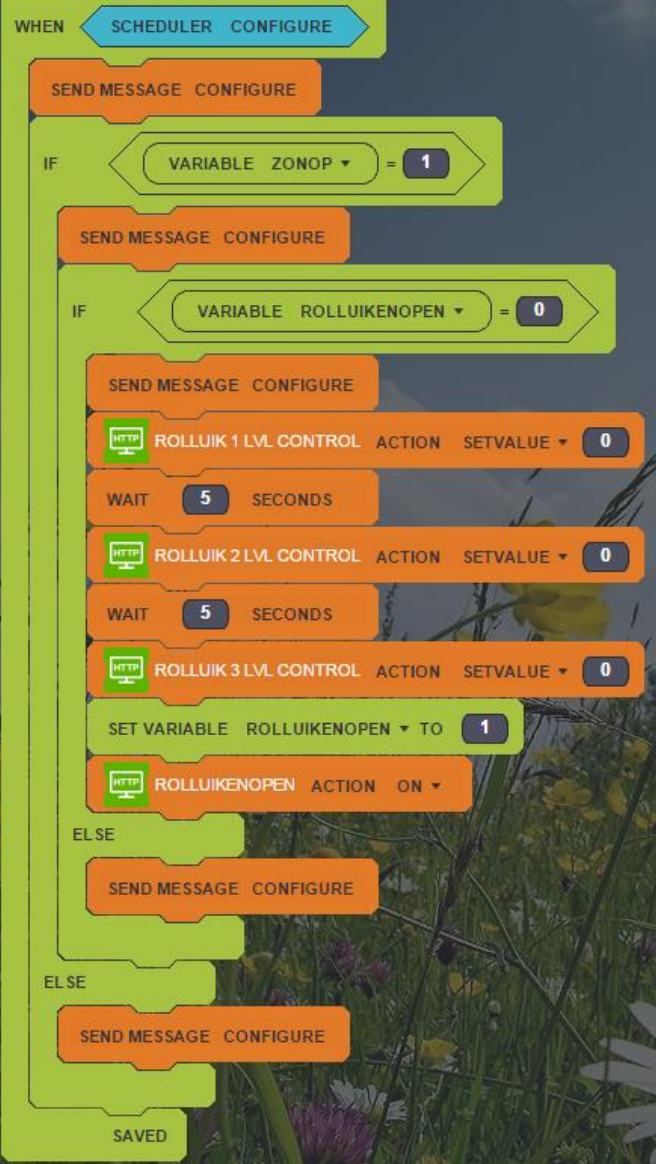 WHEN SCHEDULER CONFIGURE
SEND MESSAGE CONFIGURE
IF VARIABLE ZONOP = 1
SEND MESSAGE CONFIGURE
IF VARIABLE ROLLUIKENOPEN = 0
SEND MESSAGE CONFIGURE
HTTP ROLLUIK 1 LVL CONTROL ACTION SETVALUE 0
WAIT 5 SECONDS
HTTP ROLLUIK 2 LVL CONTROL ACTION SETVALUE 0
WAIT 5 SECONDS
HTTP ROLLUIK 3 LVL CONTROL ACTION SETVALUE 0
SET VARIABLE ROLLUIKENOPEN TO 1
HTTP ROLLUIKENOPEN ACTION ON
ELSE
SEND MESSAGE CONFIGURE
ELSE
SEND MESSAGE CONFIGURE
SAVED